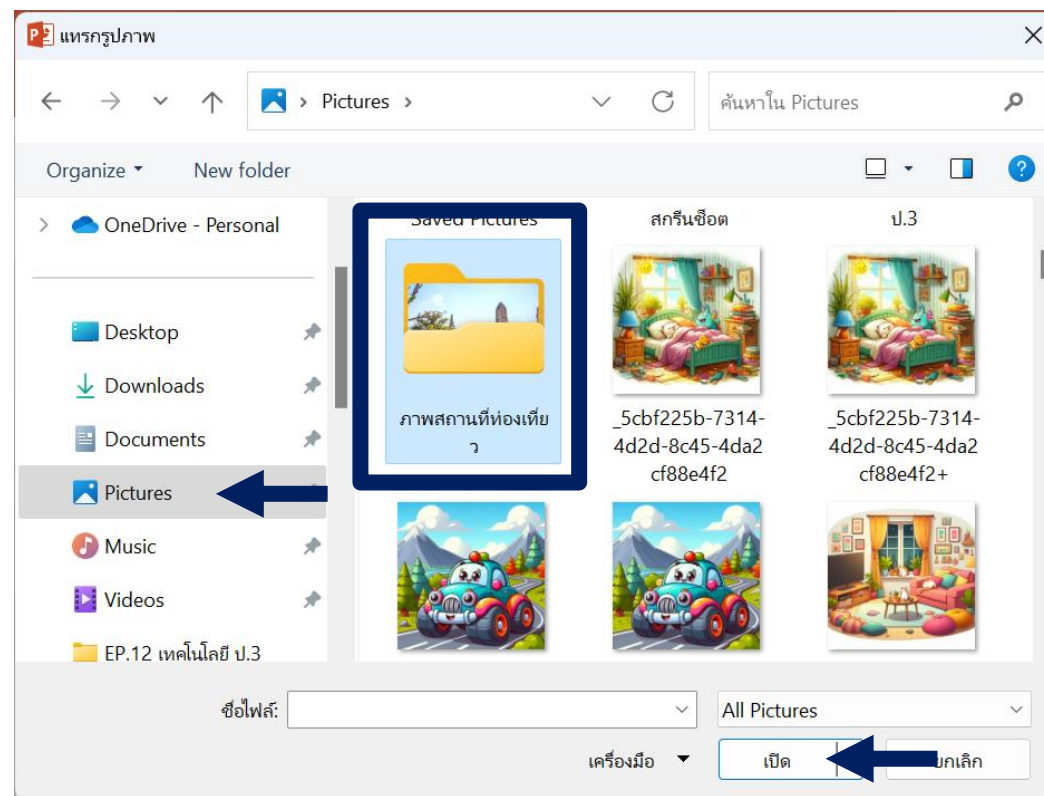 แทรกรูปภาพ
Pictures
ค้นหาใน Pictures
Organize
New folder
OneDrive - Personal
Desktop
Downloads
Documents
Pictures
Music
Videos
EP.12 เทคโนโลยี ป.3
Saved Pictures
สกรีนช็อต
ป.3
ภาพสถานที่ท่องเที่ย
ว
_5cbf225b-7314-
4d2d-8c45-4da2
cf88e4f2
_5cbf225b-7314-
4d2d-8c45-4da2
cf88e4f2+
ชื่อไฟล์:
All Pictures
เครื่องมือ
เปิด
ยกเลิก